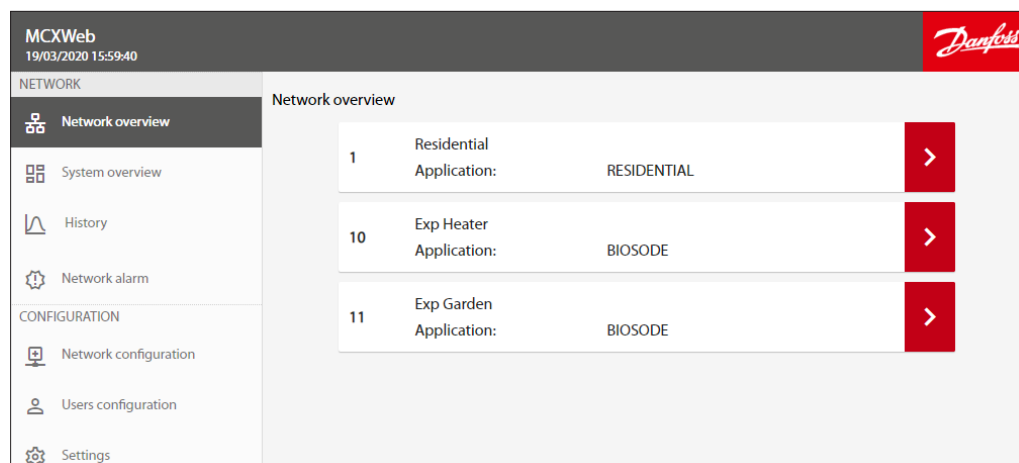 MCXWeb
19/03/2020 15:59:40
Danfoss
NETWORK
Network overview
System overview
History
Network alarm
CONFIGURATION
Network configuration
Users configuration
Settings
Network overview
1
Residential
Application: RESIDENTIAL
10
Exp Heater
Application: BIOSODE
11
Exp Garden
Application: BIOSODE